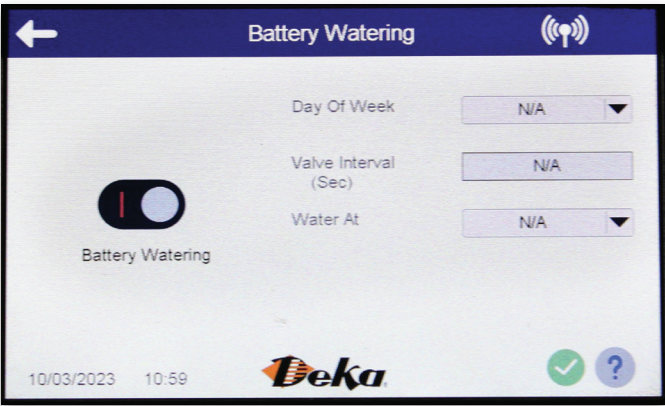 Battery Watering
Day Of Week
N/A
Valve Interval
(Sec)
N/A
Water At
N/A
Battery Watering
10/03/2023 10:59
Deka
?